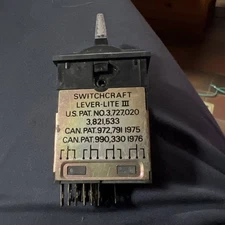 SWITCHCRAFT
LEVER-LITE III
U.S. PAT. NO. 3,727,020
3,821,533
CAN. PAT. 972,791 1975
CAN. PAT. 990,330 1976